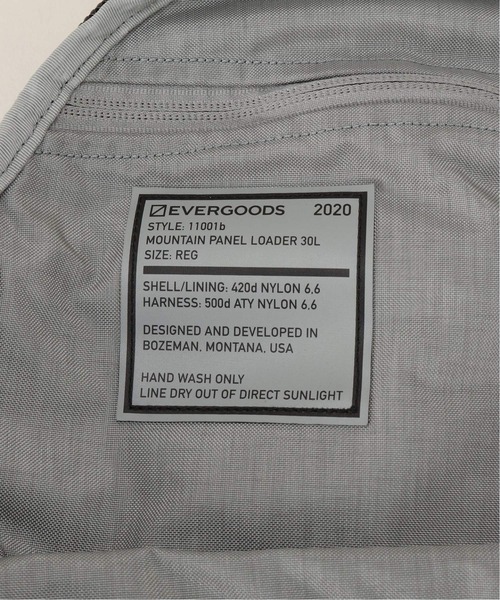 EVERGOODS 2020
STYLE: 11001b
MOUNTAIN PANEL LOADER 30L
SIZE: REG
SHELL/LINING: 420d NYLON 6,6
HARNESS: 500d ATY NYLON 6,6
DESIGNED AND DEVELOPED IN
BOZEMAN, MONTANA, USA
HAND WASH ONLY
LINE DRY OUT OF DIRECT SUNLIGHT